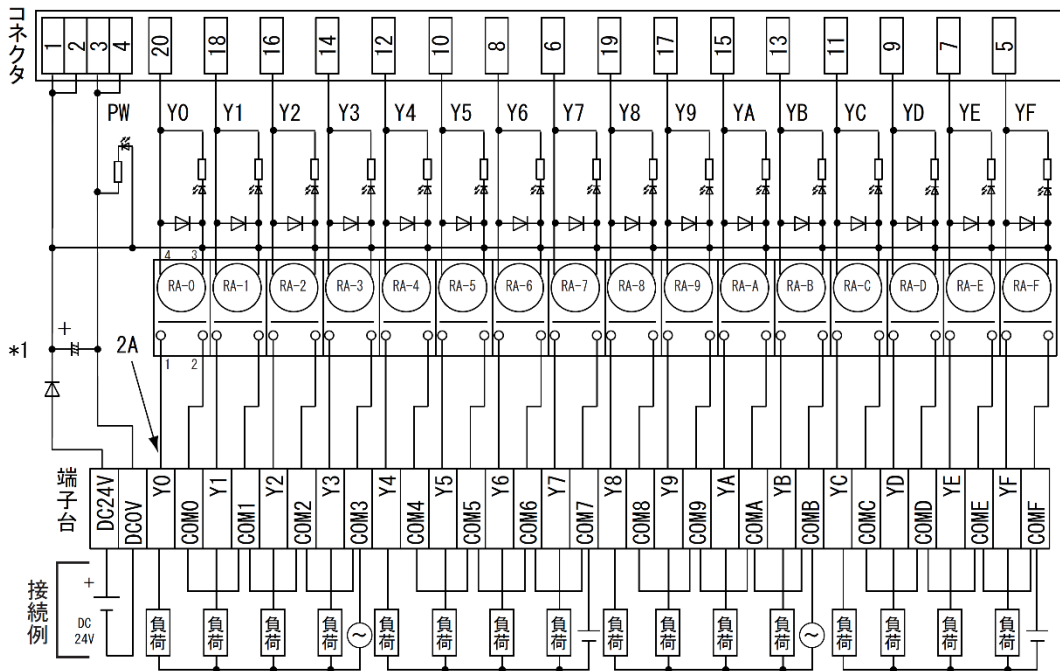 コネクタ
1 2 3 4 20 18 16 14 12 10 8 6 19 17 15 13 11 9 7 5
PW Y0 Y1 Y2 Y3 Y4 Y5 Y6 Y7 Y8 Y9 YA YB YC YD YE YF
4 3
RA-0 RA-1 RA-2 RA-3 RA-4 RA-5 RA-6 RA-7 RA-8 RA-9 RA-A RA-B RA-C RA-D RA-E RA-F
+
*1 2A 1 2
端子台
DC24V DC0V Y0 COM0 Y1 COM1 Y2 COM2 Y3 COM3 Y4 COM4 Y5 COM5 Y6 COM6 Y7 COM7 Y8 COM8 Y9 COM9 YA COMA YB COMB YC COMC YD COMD YE COME YF COMF
接続例
+
DC
24V
負荷 負荷 負荷 負荷 ~ 負荷 負荷 負荷 負荷 負荷 負荷 負荷 負荷 ~ 負荷 負荷 負荷 負荷